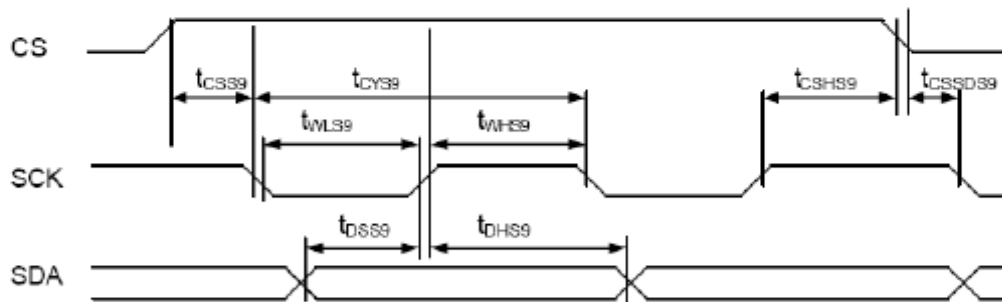 CS
tCSS9 tCYS9 tCSHS9 tCSSDS9
tWLS9 tWHS9
SCK
tDSS9 tDHS9
SDA